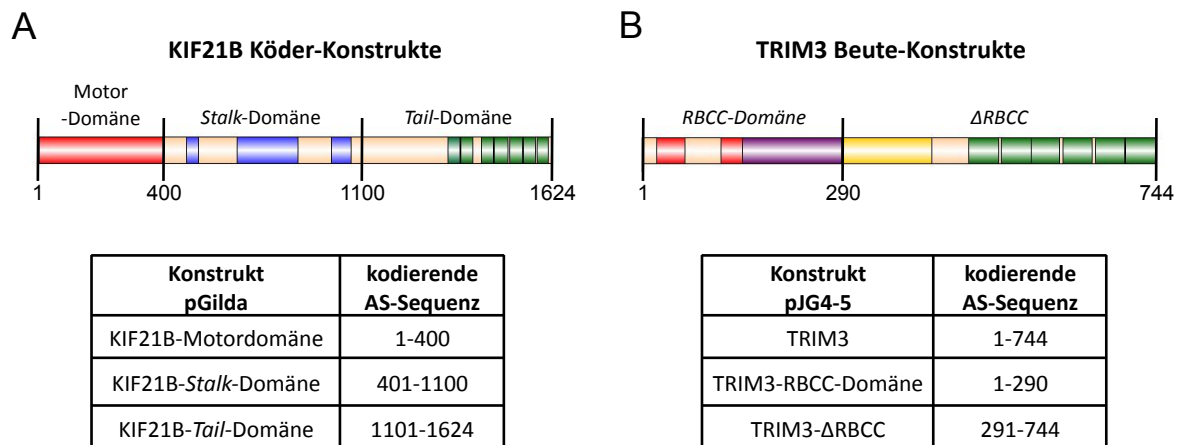 A
KIF21B Köder-Konstrukte
Motor
-Domäne
Stalk-Domäne
Tail-Domäne
1
400
1100
1624
Konstrukt
pGilda
kodierende
AS-Sequenz
KIF21B-Motordomäne
1-400
KIF21B-Stalk-Domäne
401-1100
KIF21B-Tail-Domäne
1101-1624
B
TRIM3 Beute-Konstrukte
RBCC-Domäne
ΔRBCC
1
290
744
Konstrukt
pJG4-5
kodierende
AS-Sequenz
TRIM3
1-744
TRIM3-RBCC-Domäne
1-290
TRIM3-ΔRBCC
291-744